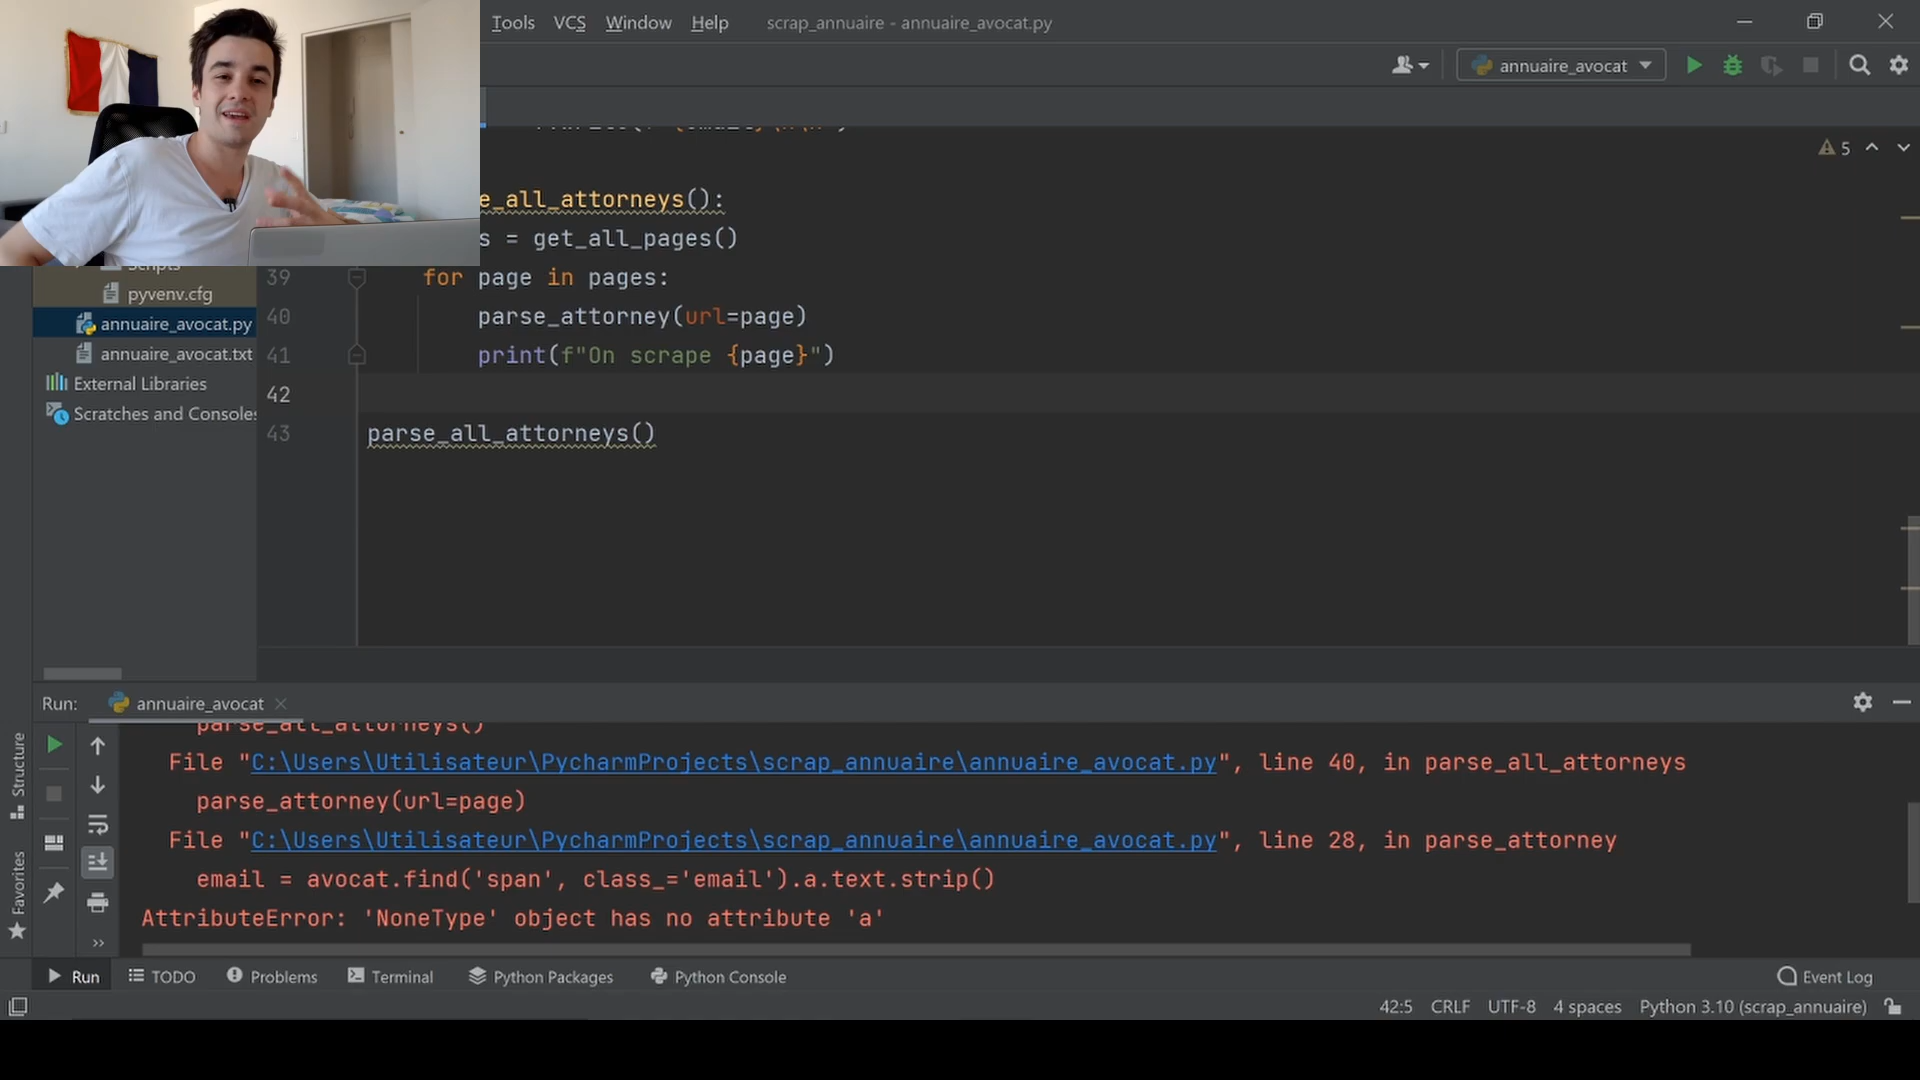 Tools VCS Window Help scrap_annuaire - annuaire_avocat.py
annuaire_avocat
5
e_all_attorneys():
s = get_all_pages()
39 for page in pages:
40 parse_attorney(url=page)
41 print(f"On scrape {page}")
42
43 parse_all_attorneys()
Scripts
pyvenv.cfg
annuaire_avocat.py
annuaire_avocat.txt
External Libraries
Scratches and Consoles
Run: annuaire_avocat
parse_all_attorneys()
File "C:\Users\Utilisateur\PycharmProjects\scrap_annuaire\annuaire_avocat.py", line 40, in parse_all_attorneys
parse_attorney(url=page)
File "C:\Users\Utilisateur\PycharmProjects\scrap_annuaire\annuaire_avocat.py", line 28, in parse_attorney
email = avocat.find('span', class_='email').a.text.strip()
AttributeError: 'NoneType' object has no attribute 'a'
Structure
Favorites
Run TODO Problems Terminal Python Packages Python Console Event Log
42:5 CRLF UTF-8 4 spaces Python 3.10 (scrap_annuaire)